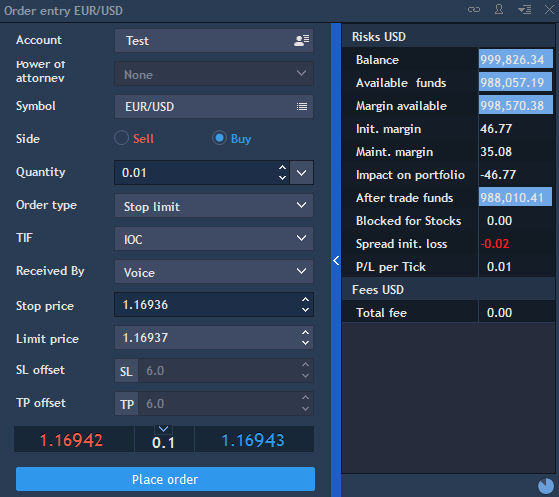 Order entry EUR/USD
Account Test
Power of attorney None
Symbol EUR/USD
Side Sell Buy
Quantity 0.01
Order type Stop limit
TIF IOC
Received By Voice
Stop price 1.16936
Limit price 1.16937
SL offset SL 6.0
TP offset TP 6.0
1.16942 0.1 1.16943
Place order
Risks USD
Balance 999,826.34
Available funds 988,057.19
Margin available 998,570.38
Init. margin 46.77
Maint. margin 35.08
Impact on portfolio -46.77
After trade funds 988,010.41
Blocked for Stocks 0.00
Spread init. loss -0.02
P/L per Tick 0.01
Fees USD
Total fee 0.00